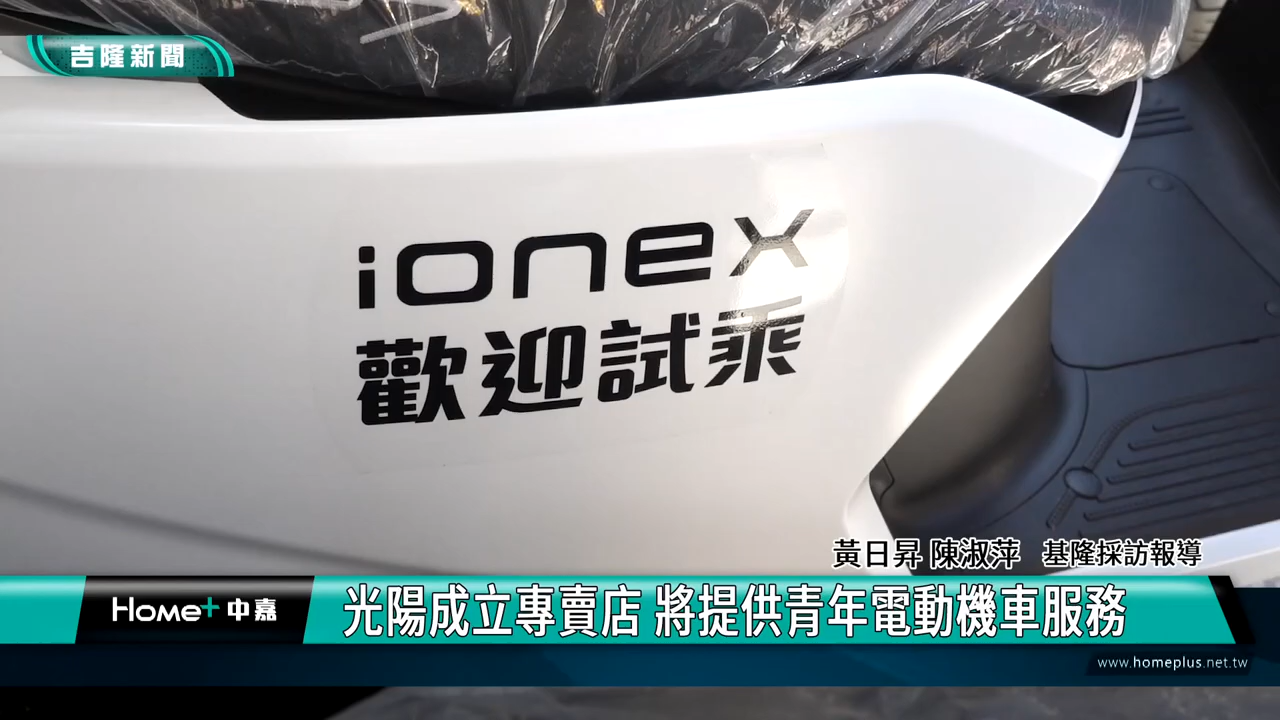 吉隆新聞
ionex
歡迎試乘
黃日昇 陳淑萍 基隆採訪報導
Home+ 中嘉
光陽成立專賣店 將提供青年電動機車服務
www.homeplus.net.tw